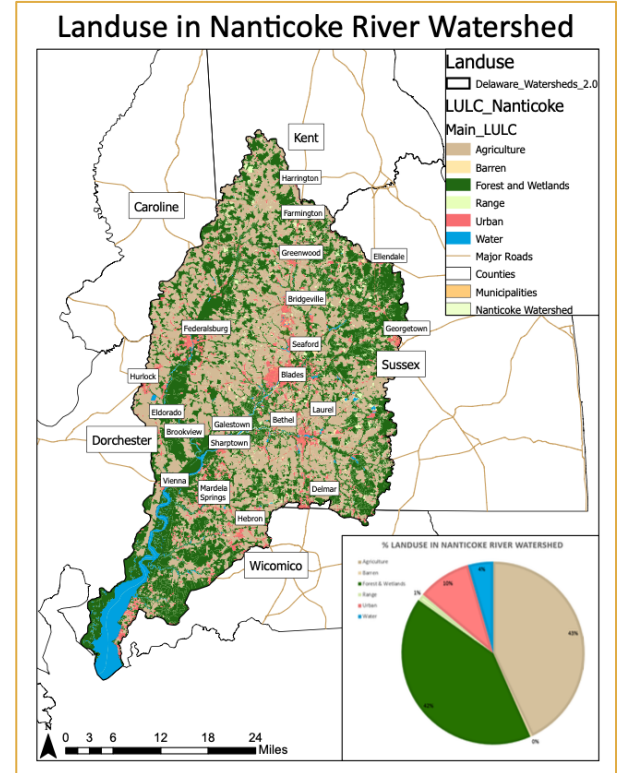 Landuse in Nanticoke River Watershed
Landuse
Delaware_Watersheds_2.0
LULC_Nanticoke
Main_LULC
Agriculture
Barren
Forest and Wetlands
Range
Urban
Water
Major Roads
Counties
Municipalities
Nanticoke Watershed
Kent
Harrington
Caroline
Farmington
Greenwood
Ellendale
Bridgeville
Federalsburg
Georgetown
Seaford
Sussex
Hurlock
Blades
Eldorado
Laurel
Bethel
Galestown
Brookview
Dorchester
Sharptown
Vienna
Mardela
Springs
Delmar
Hebron
Wicomico
% LANDUSE IN NANTICOKE RIVER WATERSHED
Agriculture
Barren
Forest & Wetlands
Range
Urban
Water
4%
10%
1%
43%
42%
0%
N
0 3 6 12 18 24
Miles